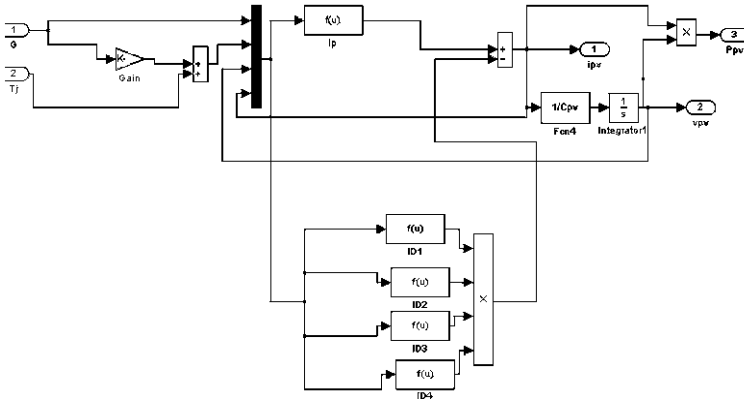 1
G
2
Tj
K-
Gain
+
+
f(u)
Ip
+
−
1
ipv
×
3
Ppv
1/Cpv
Fcn4
1
s
Integrator1
2
vpv
f(u)
ID1
f(u)
ID2
f(u)
ID3
f(u)
ID4
×